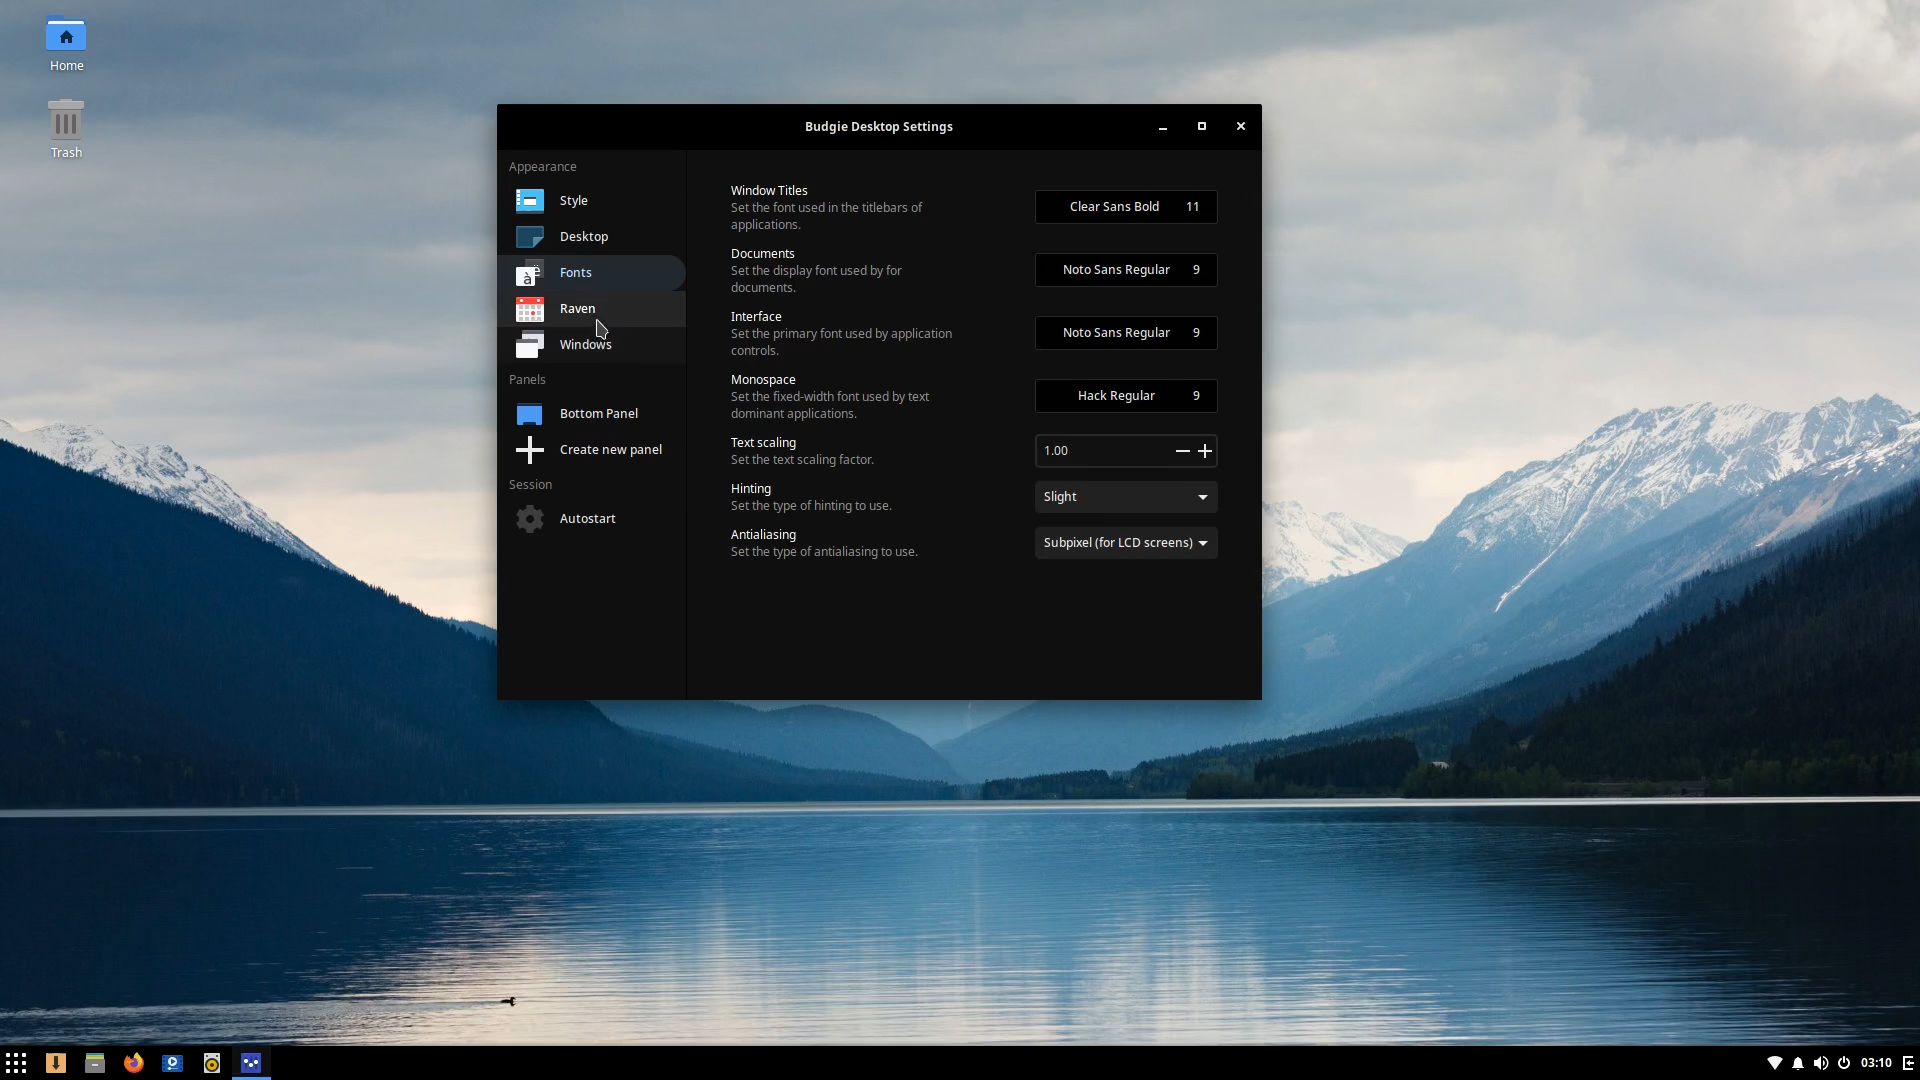 Home
Trash
Budgie Desktop Settings
Appearance
Style
Desktop
Fonts
Raven
Windows
Panels
Bottom Panel
Create new panel
Session
Autostart
Window Titles
Set the font used in the titlebars of
applications.
Clear Sans Bold 11
Documents
Set the display font used by for
documents.
Noto Sans Regular 9
Interface
Set the primary font used by application
controls.
Noto Sans Regular 9
Monospace
Set the fixed-width font used by text
dominant applications.
Hack Regular 9
Text scaling
Set the text scaling factor.
1.00
Hinting
Set the type of hinting to use.
Slight
Antialiasing
Set the type of antialiasing to use.
Subpixel (for LCD screens)
03:10